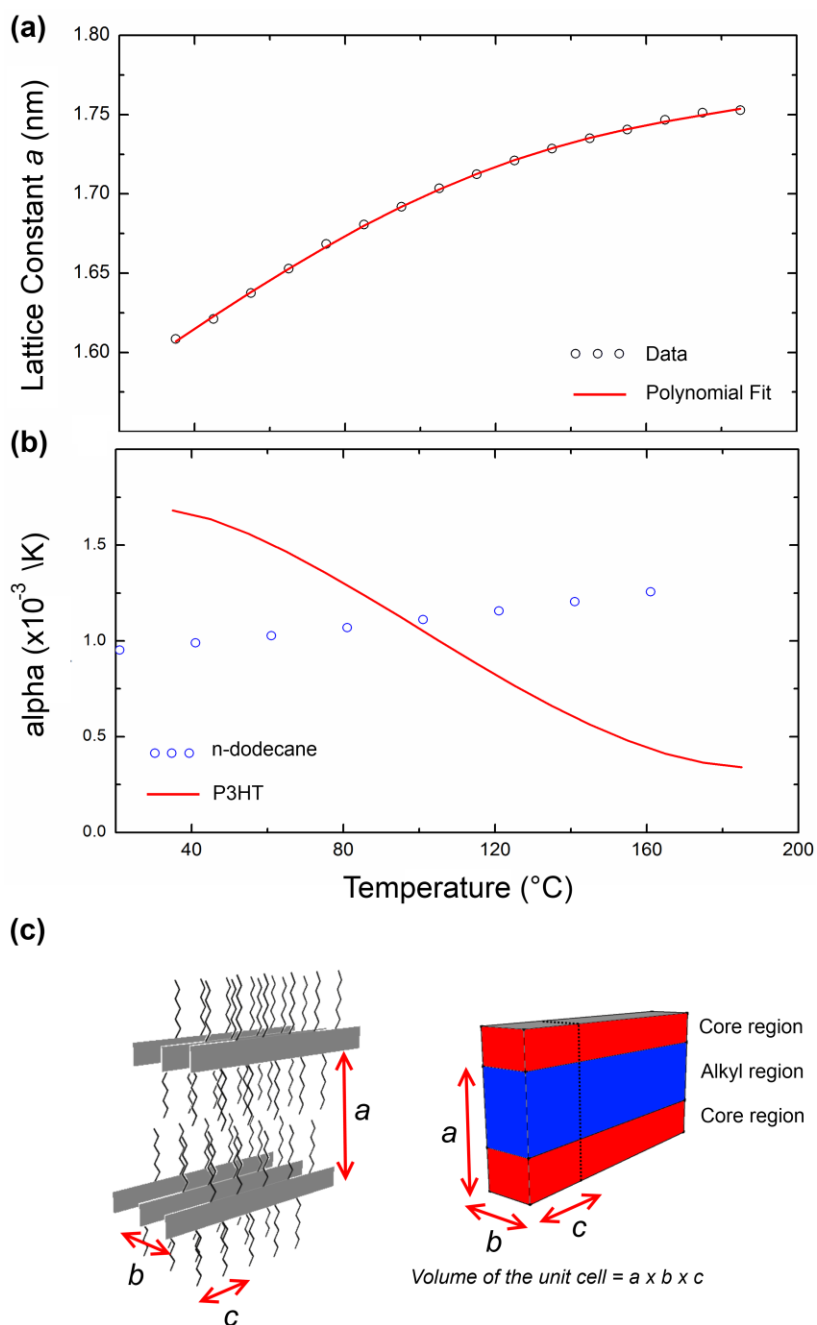 (a)
1.80
1.75
1.70
1.65
1.60
Lattice Constant a (nm)
Data
Polynomial Fit
(b)
1.5
1.0
0.5
0.0
alpha (x10⁻³ \K)
n-dodecane
P3HT
40 80 120 160 200
Temperature (°C)
(c)
a
b
c
Core region
Alkyl region
Core region
a
b
c
Volume of the unit cell = a x b x c